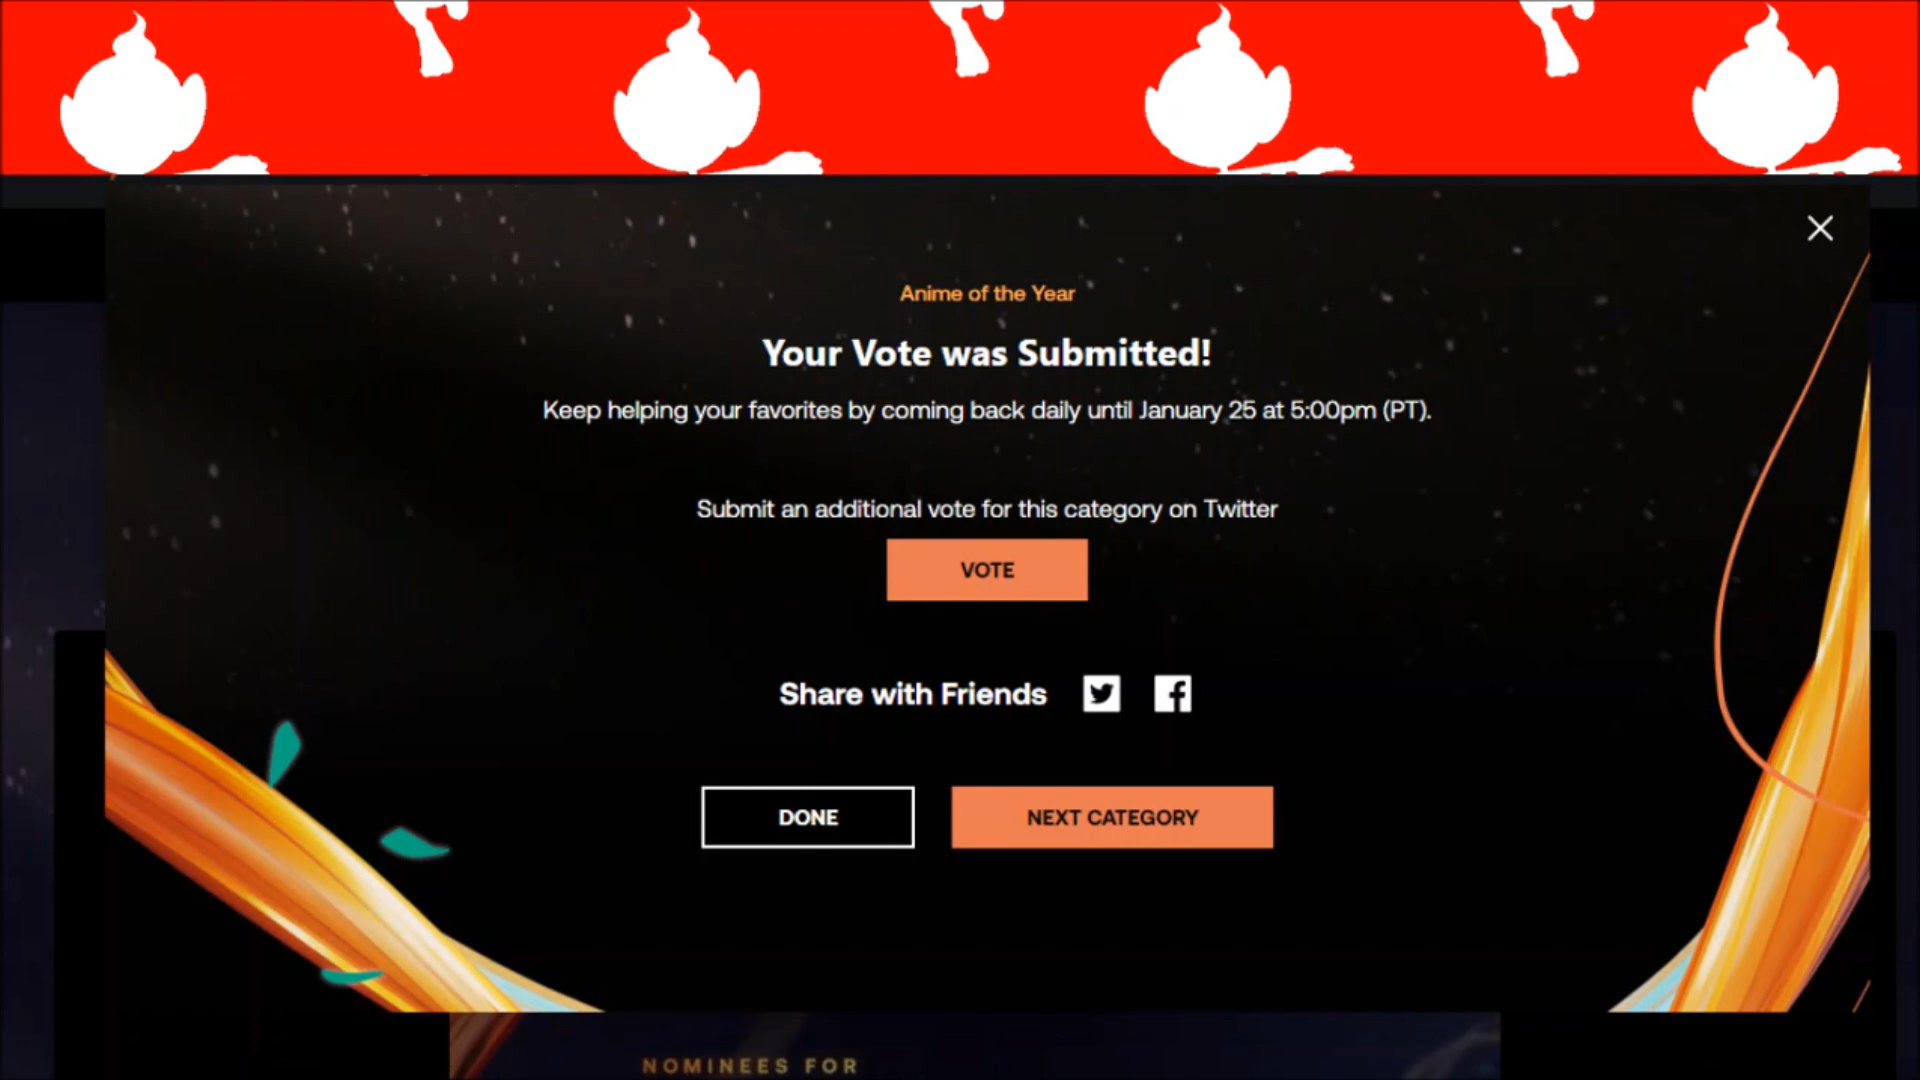 Anime of the Year
Your Vote was Submitted!
Keep helping your favorites by coming back daily until January 25 at 5:00pm (PT).
Submit an additional vote for this category on Twitter
VOTE
Share with Friends
DONE
NEXT CATEGORY
NOMINEES FOR